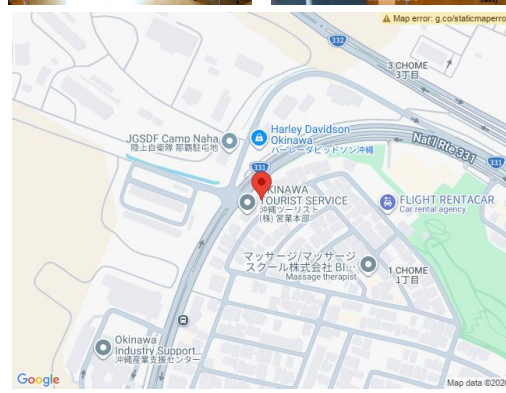 Map error: g.co/staticmaperro
332
3 CHOME
3丁目
JGSDF Camp Naha
陸上自衛隊 那覇駐屯地
Harley Davidson
Okinawa
ハーレーダビッドソン沖縄
Nat'l Rte 331
331
331
OKINAWA
TOURIST SERVICE
沖縄ツーリスト
(株) 営業本部
FLIGHT RENTACAR
Car rental agency
マッサージ/マッサージ
スクール株式会社 BI...
Massage therapist
1 CHOME
1丁目
Okinawa
Industry Support...
沖縄産業支援センター
Google
Map data ©2026